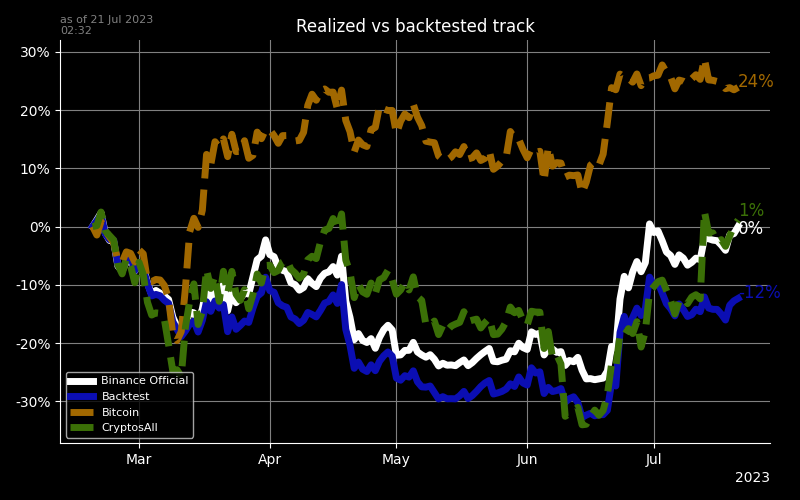 as of 21 Jul 2023
02:32
Realized vs backtested track
30%
20%
10%
0%
-10%
-20%
-30%
24%
1%
0%
-12%
Binance Official
Backtest
Bitcoin
CryptosAll
Mar
Apr
May
Jun
Jul
2023